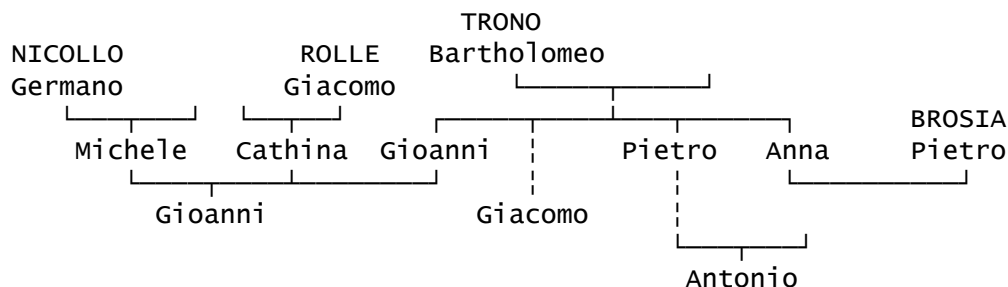 TRONO
NICOLLO ROLLE Bartholomeo
Germano Giacomo
BROSIA
Michele Cathina Gioanni Pietro Anna Pietro
Gioanni Giacomo
Antonio